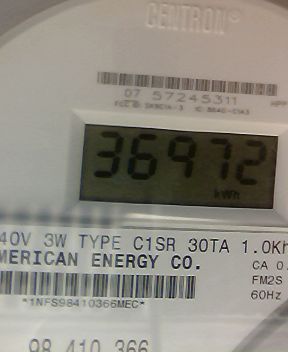 CENTRON®
07 57245311
36972
kWh
40V 3W TYPE C1SR 30TA 1.0Kh
MERICAN ENERGY CO.
CA 0.
FM2S
60Hz
*1NFS98410366MEC*
98 410 366